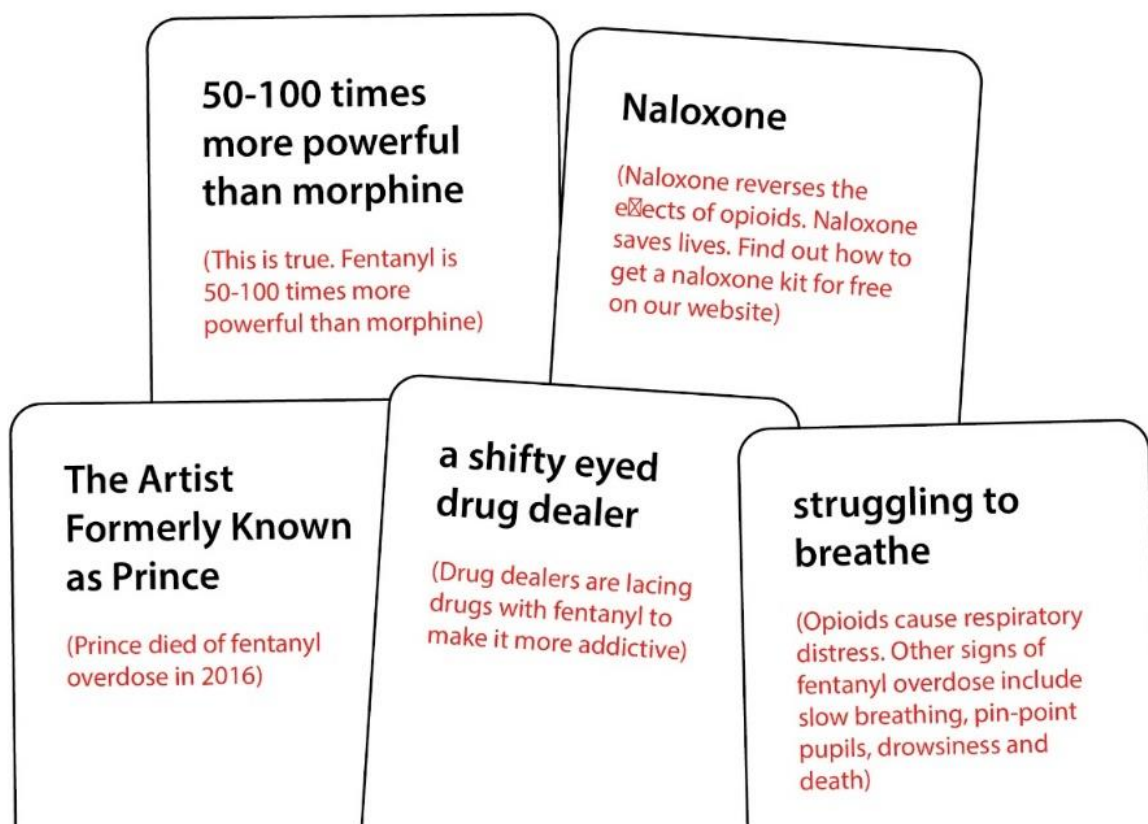 50-100 times
more powerful
than morphine
(This is true. Fentanyl is
50-100 times more
powerful than morphine)
Naloxone
(Naloxone reverses the
e☒ects of opioids. Naloxone
saves lives. Find out how to
get a naloxone kit for free
on our website)
The Artist
Formerly Known
as Prince
(Prince died of fentanyl
overdose in 2016)
a shifty eyed
drug dealer
(Drug dealers are lacing
drugs with fentanyl to
make it more addictive)
struggling to
breathe
(Opioids cause respiratory
distress. Other signs of
fentanyl overdose include
slow breathing, pin-point
pupils, drowsiness and
death)